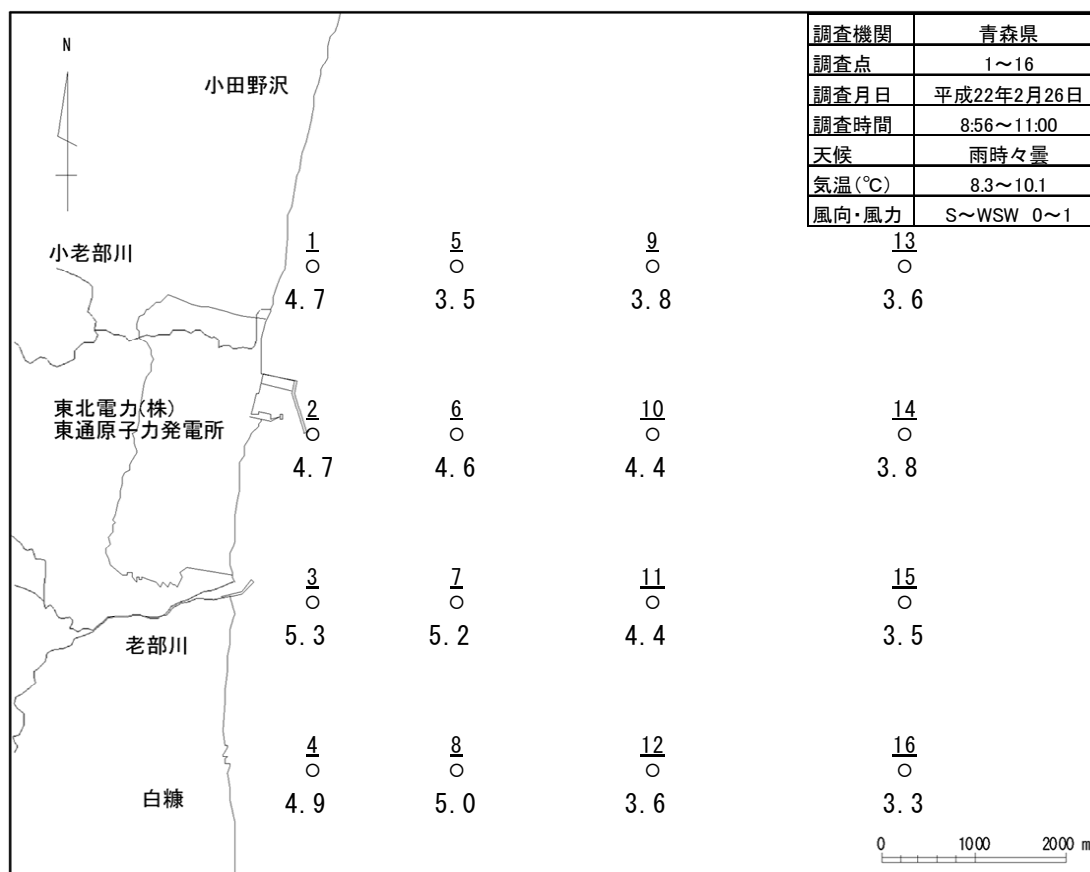 調査機関 青森県
調査点 1～16
調査月日 平成22年2月26日
調査時間 8:56～11:00
天候 雨時々曇
気温(℃) 8.3～10.1
風向・風力 S～WSW 0～1
N
小田野沢
小老部川
1 5 9 13
4.7 3.5 3.8 3.6
東北電力(株)
東通原子力発電所
2 6 10 14
4.7 4.6 4.4 3.8
3 7 11 15
5.3 5.2 4.4 3.5
老部川
4 8 12 16
白糠
4.9 5.0 3.6 3.3
0 1000 2000 m